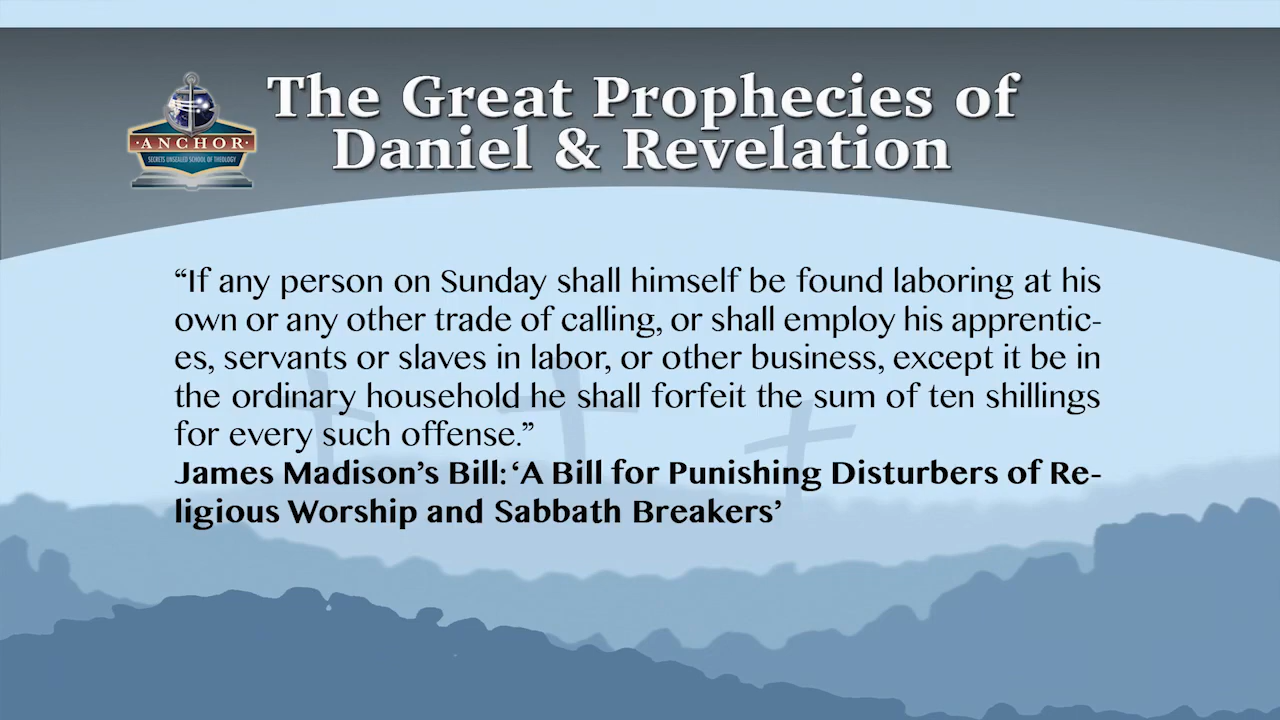 The Great Prophecies of
Daniel & Revelation
·ANCHOR·
SECRETS UNSEALED SCHOOL OF THEOLOGY
“If any person on Sunday shall himself be found laboring at his
own or any other trade of calling, or shall employ his apprentic-
es, servants or slaves in labor, or other business, except it be in
the ordinary household he shall forfeit the sum of ten shillings
for every such offense.”
James Madison’s Bill: ‘A Bill for Punishing Disturbers of Re-
ligious Worship and Sabbath Breakers’